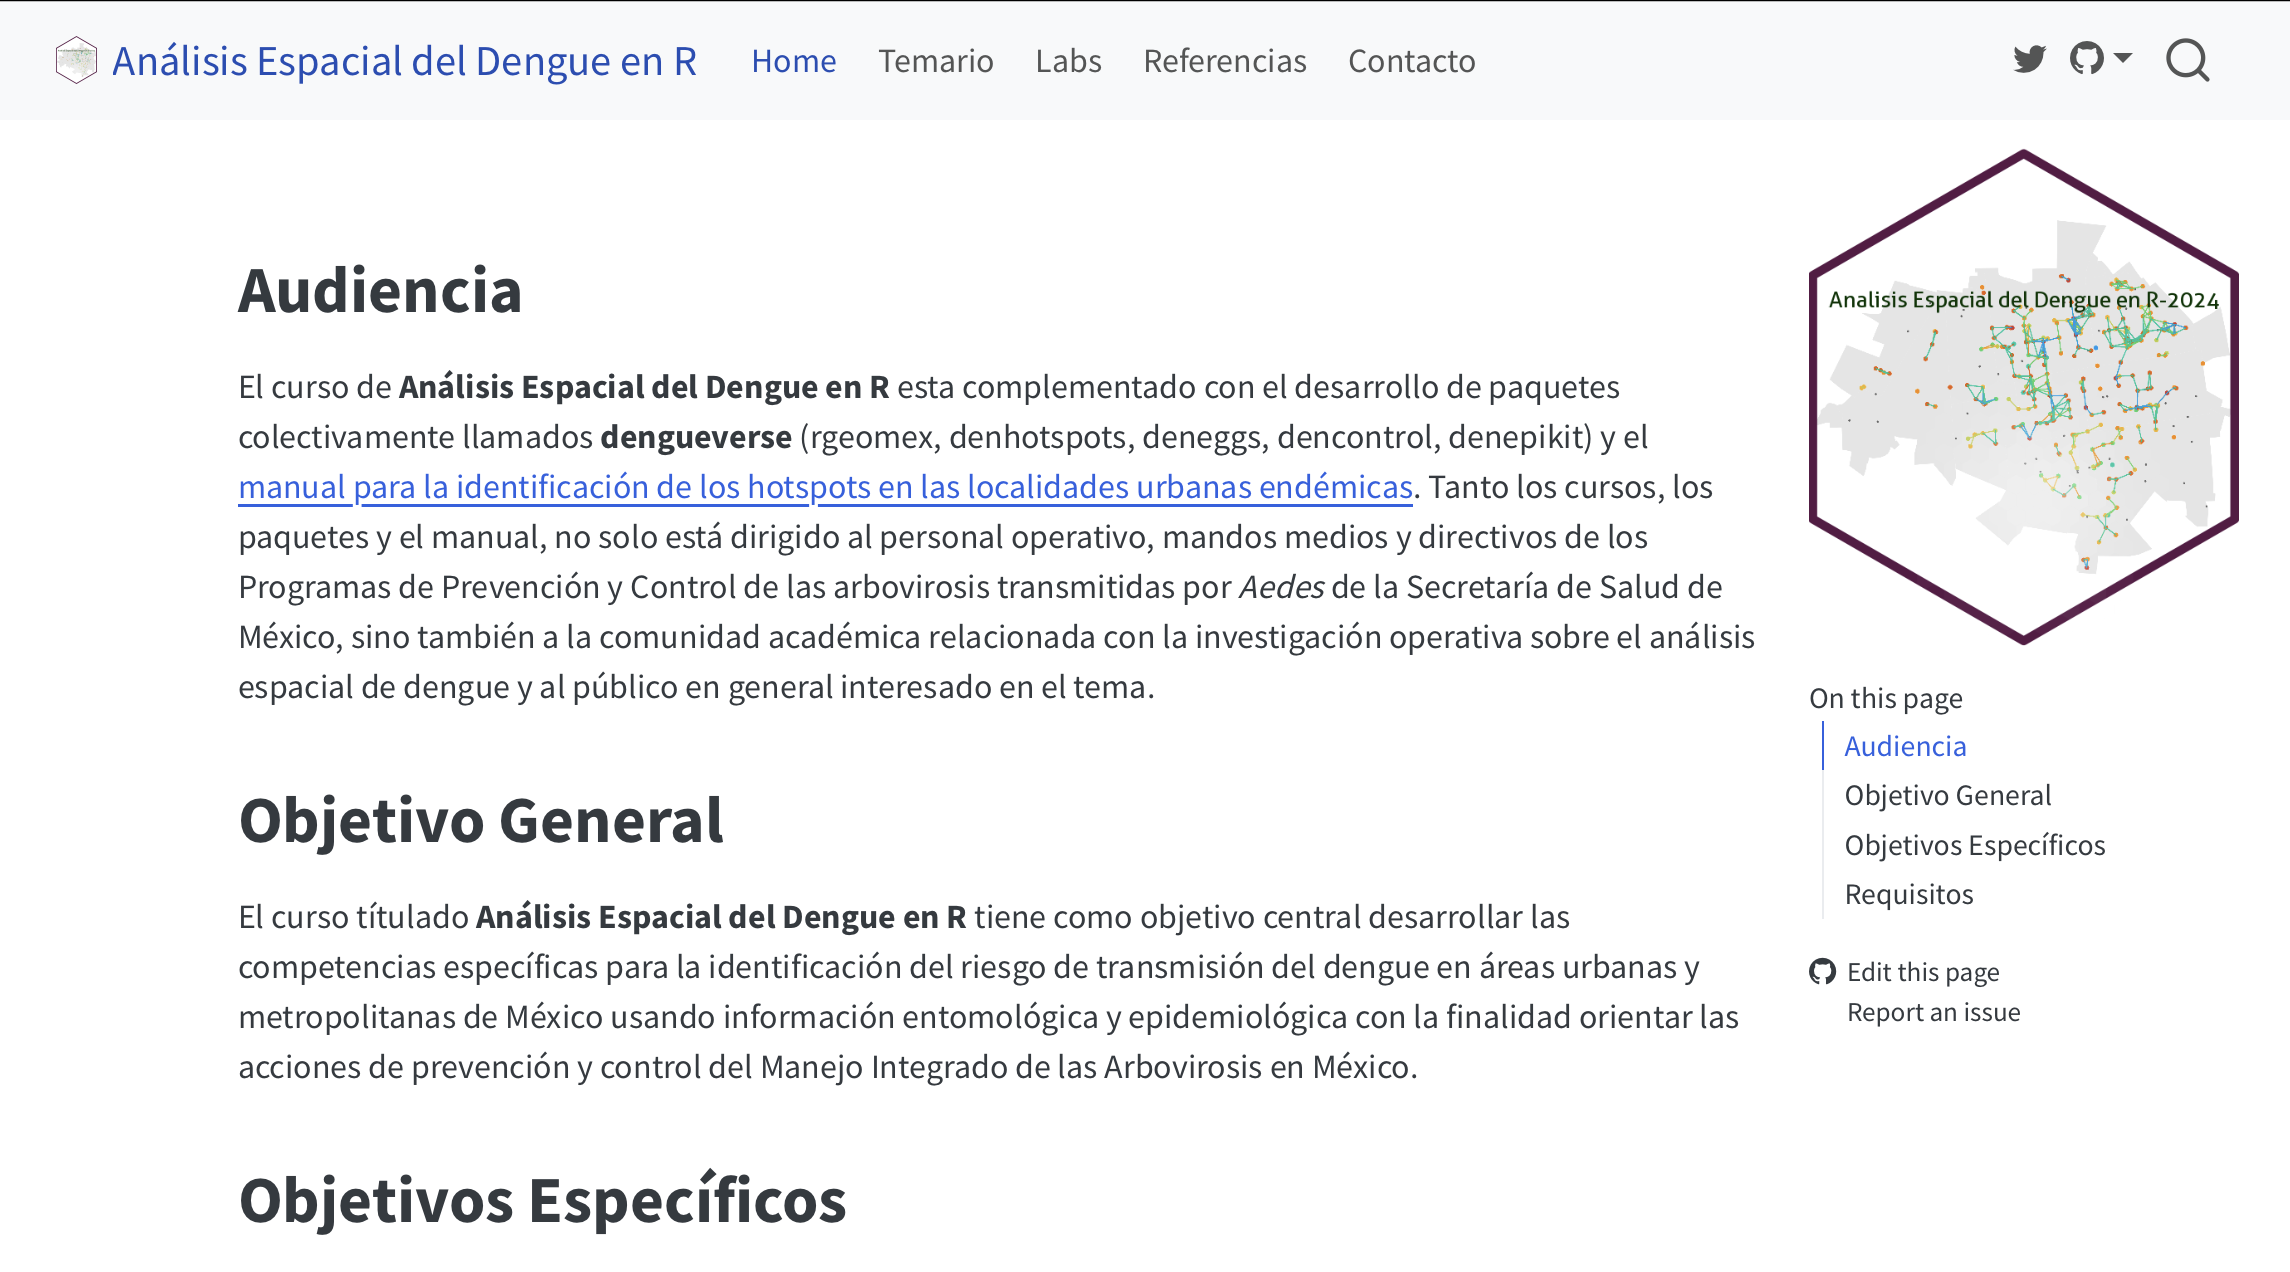 Análisis Espacial del Dengue en R
Home
Temario
Labs
Referencias
Contacto
Audiencia
El curso de Análisis Espacial del Dengue en R esta complementado con el desarrollo de paquetes
colectivamente llamados dengueverse (rgeomex, denhotspots, deneggs, dencontrol, denepikit) y el
manual para la identificación de los hotspots en las localidades urbanas endémicas. Tanto los cursos, los
paquetes y el manual, no solo está dirigido al personal operativo, mandos medios y directivos de los
Programas de Prevención y Control de las arbovirosis transmitidas por Aedes de la Secretaría de Salud de
México, sino también a la comunidad académica relacionada con la investigación operativa sobre el análisis
espacial de dengue y al público en general interesado en el tema.
Objetivo General
El curso títulado Análisis Espacial del Dengue en R tiene como objetivo central desarrollar las
competencias específicas para la identificación del riesgo de transmisión del dengue en áreas urbanas y
metropolitanas de México usando información entomológica y epidemiológica con la finalidad orientar las
acciones de prevención y control del Manejo Integrado de las Arbovirosis en México.
Objetivos Específicos
Analisis Espacial del Dengue en R-2024
On this page
Audiencia
Objetivo General
Objetivos Específicos
Requisitos
Edit this page
Report an issue